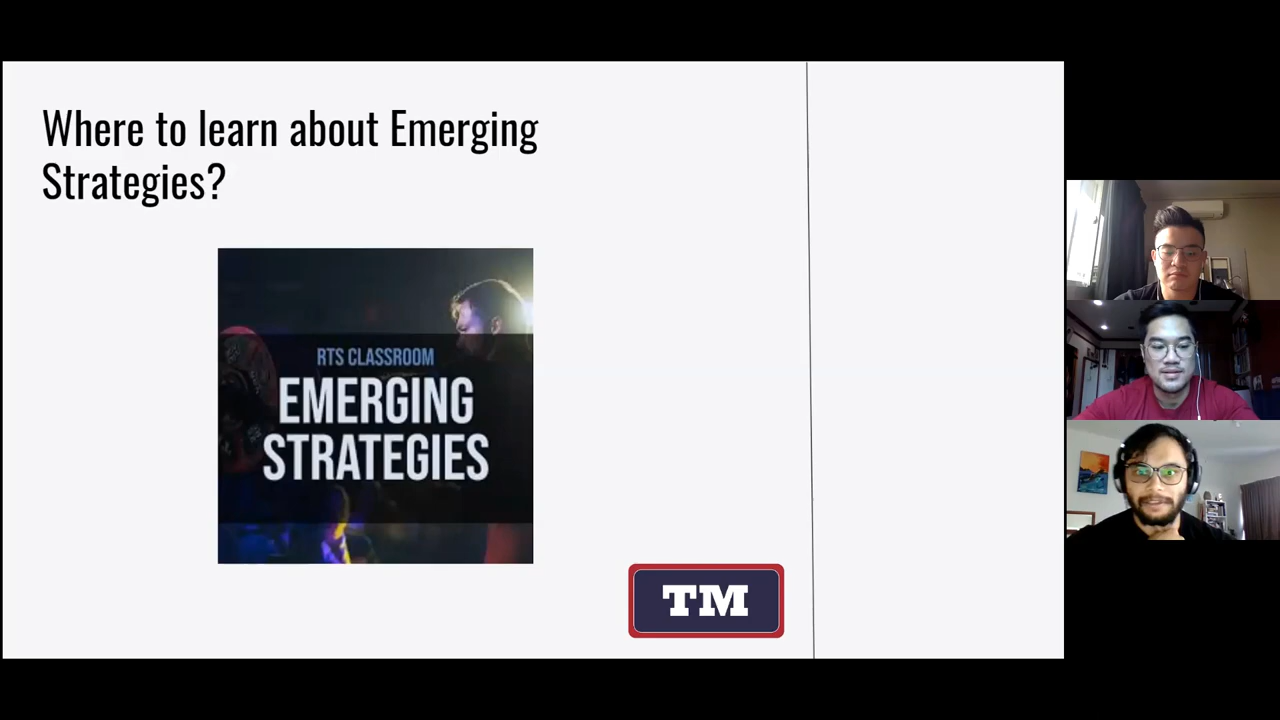 Where to learn about Emerging
Strategies?
RTS CLASSROOM
EMERGING
STRATEGIES
TM